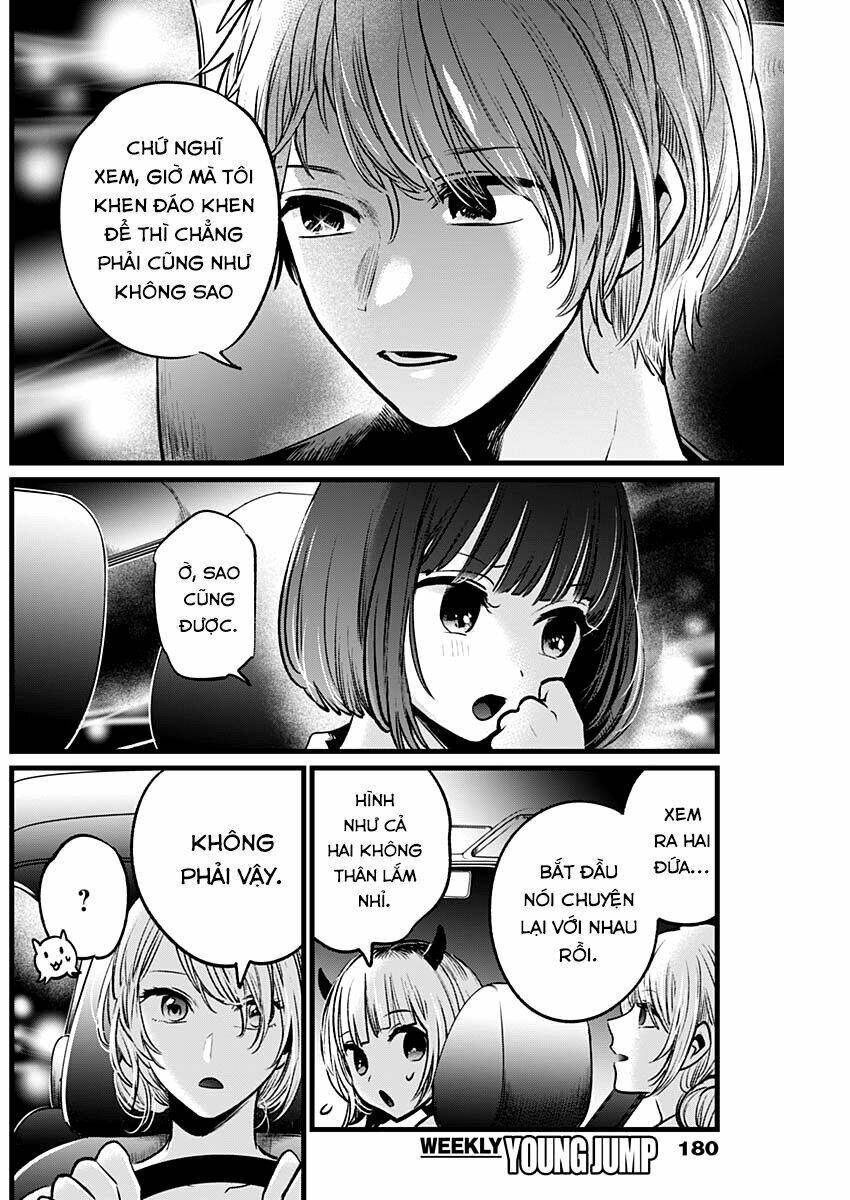 CHỨ NGHĨ
XEM, GIỜ MÀ TÔI
KHEN ĐÁO KHEN
ĐỂ THÌ CHẲNG
PHẢI CŨNG NHƯ
KHÔNG SAO
Ờ, SAO
CŨNG
ĐƯỢC.
XEM
RA HAI
ĐỨA...
BẮT ĐẦU
NÓI CHUYỆN
LẠI VỚI NHAU
RỒI.
HÌNH
NHƯ CẢ
HAI KHÔNG
THÂN LẮM
NHỈ.
KHÔNG
PHẢI VẬY.
?
WEEKLY YOUNG JUMP 180